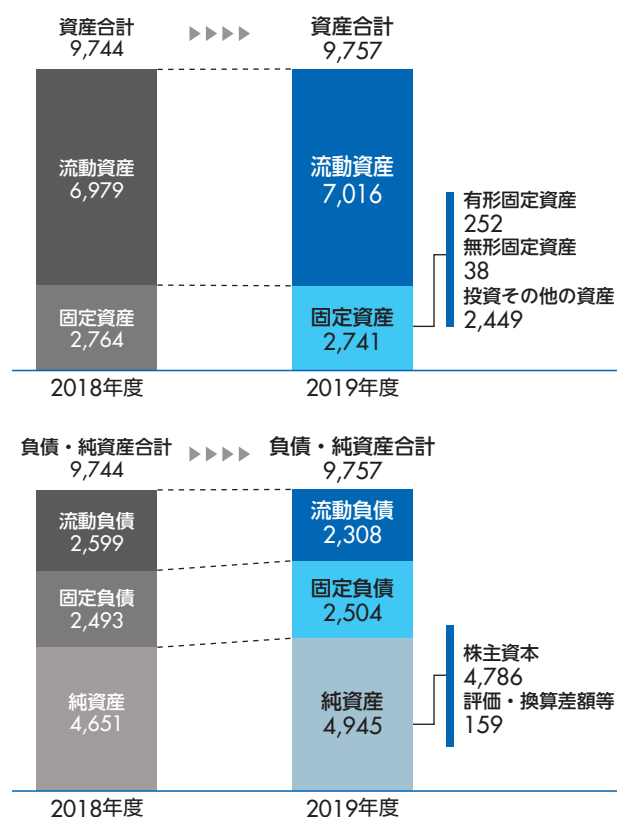 資産合計
9,744
資産合計
9,757
流動資産
6,979
流動資産
7,016
固定資産
2,764
固定資産
2,741
有形固定資産
252
無形固定資産
38
投資その他の資産
2,449
2018年度
2019年度
負債・純資産合計
9,744
負債・純資産合計
9,757
流動負債
2,599
流動負債
2,308
固定負債
2,493
固定負債
2,504
純資産
4,651
純資産
4,945
株主資本
4,786
評価・換算差額等
159
2018年度
2019年度